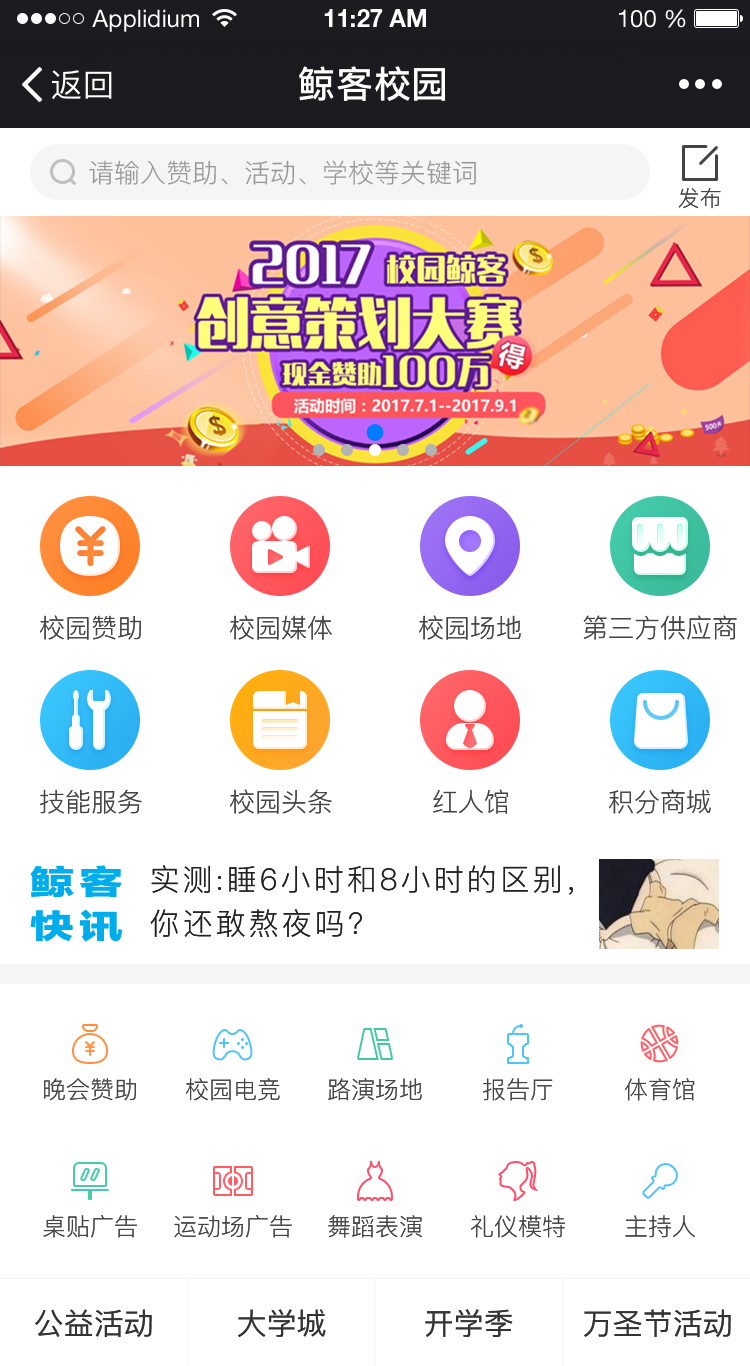 Applidium 11:27 AM 100 %
返回 鲸客校园
请输入赞助、活动、学校等关键词 发布
2017 校园鲸客
创意策划大赛
现金赞助100万 得
活动时间：2017.7.1--2017.9.1
500元
校园赞助 校园媒体 校园场地 第三方供应商
技能服务 校园头条 红人馆 积分商城
鲸客 实测:睡6小时和8小时的区别,
快讯 你还敢熬夜吗?
晚会赞助 校园电竞 路演场地 报告厅 体育馆
桌贴广告 运动场广告 舞蹈表演 礼仪模特 主持人
公益活动 大学城 开学季 万圣节活动